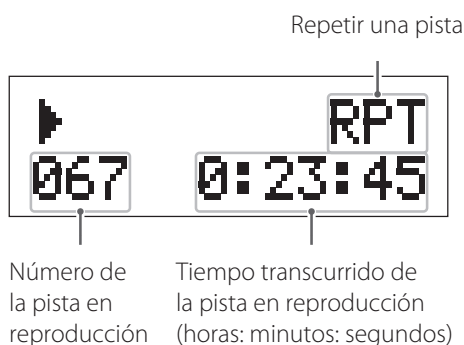 Repetir una pista
RPT
067 0:23:45
Número de
la pista en
reproducción
Tiempo transcurrido de
la pista en reproducción
(horas: minutos: segundos)